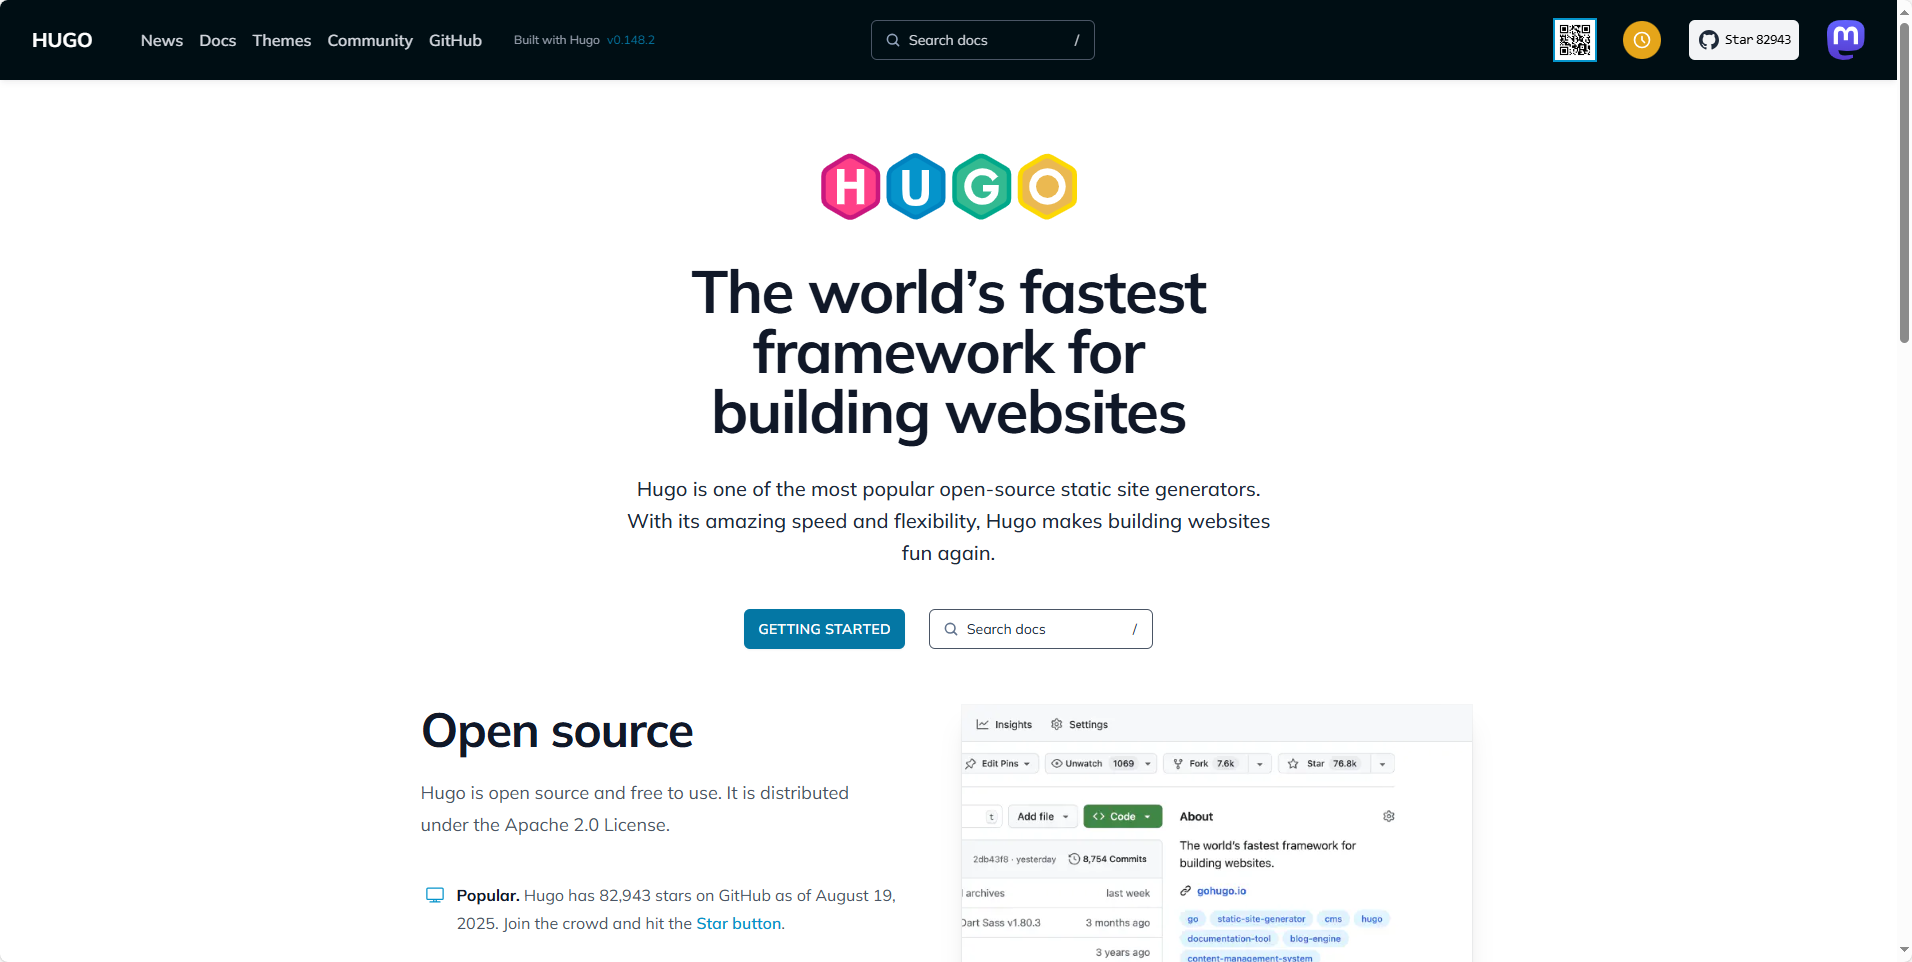 HUGO
News Docs Themes Community GitHub Built with Hugo v0.148.2
Search docs /
Star 82943
HUGO
The world’s fastest
framework for
building websites
Hugo is one of the most popular open-source static site generators.
With its amazing speed and flexibility, Hugo makes building websites
fun again.
GETTING STARTED
Search docs /
Open source
Hugo is open source and free to use. It is distributed
under the Apache 2.0 License.
Popular. Hugo has 82,943 stars on GitHub as of August 19,
2025. Join the crowd and hit the Star button.
Insights Settings
Edit Pins Unwatch 1069 Fork 7.6k Star 76.8k
t Add file Code
2db43f8 · yesterday 8,754 Commits
archives last week
Dart Sass v1.80.3 3 months ago
3 years ago
About
The world's fastest framework for
building websites.
gohugo.io
go static-site-generator cms hugo
documentation-tool blog-engine
content-management-system